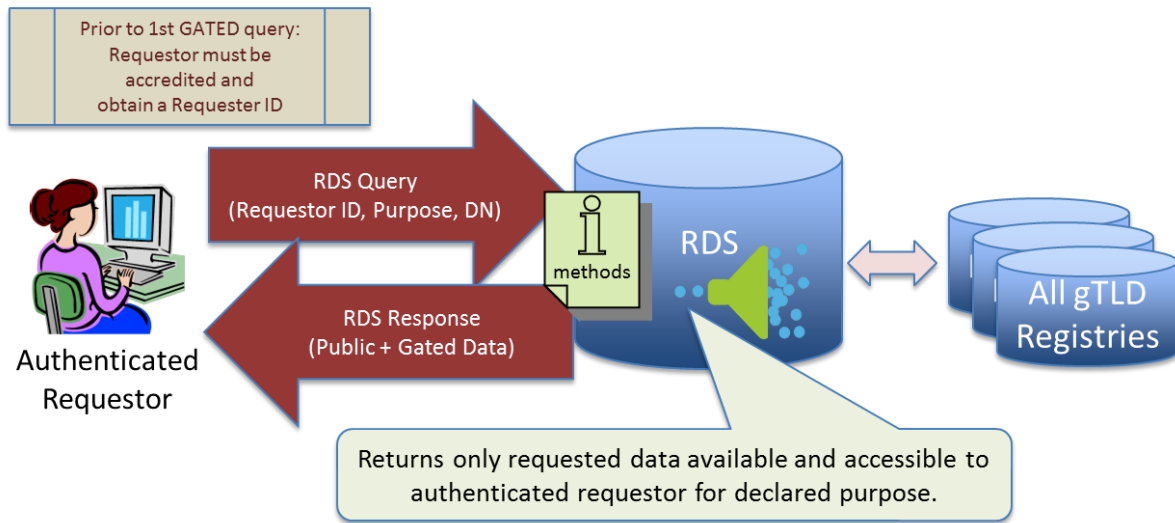 Prior to 1st GATED query:
Requestor must be
accredited and
obtain a Requester ID
RDS Query
(Requestor ID, Purpose, DN)
i
methods
RDS
RDS Response
(Public + Gated Data)
All gTLD
Registries
Authenticated
Requestor
Returns only requested data available and accessible to
authenticated requestor for declared purpose.